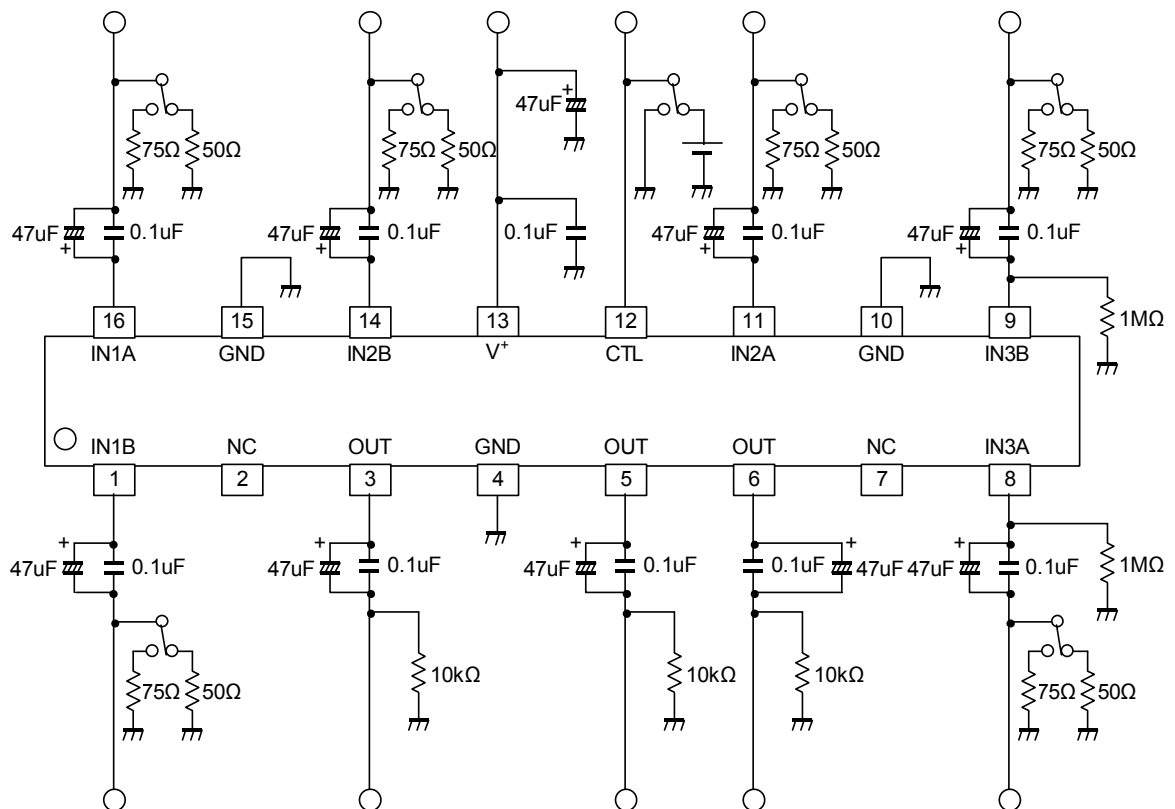 47uF
75Ω 50Ω 75Ω 50Ω 75Ω 50Ω 75Ω 50Ω
47uF 0.1uF 47uF 0.1uF 0.1uF 47uF 0.1uF 47uF 0.1uF
16 15 14 13 12 11 10 9 1MΩ
IN1A GND IN2B V+ CTL IN2A GND IN3B
IN1B NC OUT GND OUT OUT NC IN3A
1 2 3 4 5 6 7 8
47uF 0.1uF 47uF 0.1uF 47uF 0.1uF 0.1uF 47uF 47uF 0.1uF 1MΩ
75Ω 50Ω 10kΩ 10kΩ 10kΩ 75Ω 50Ω